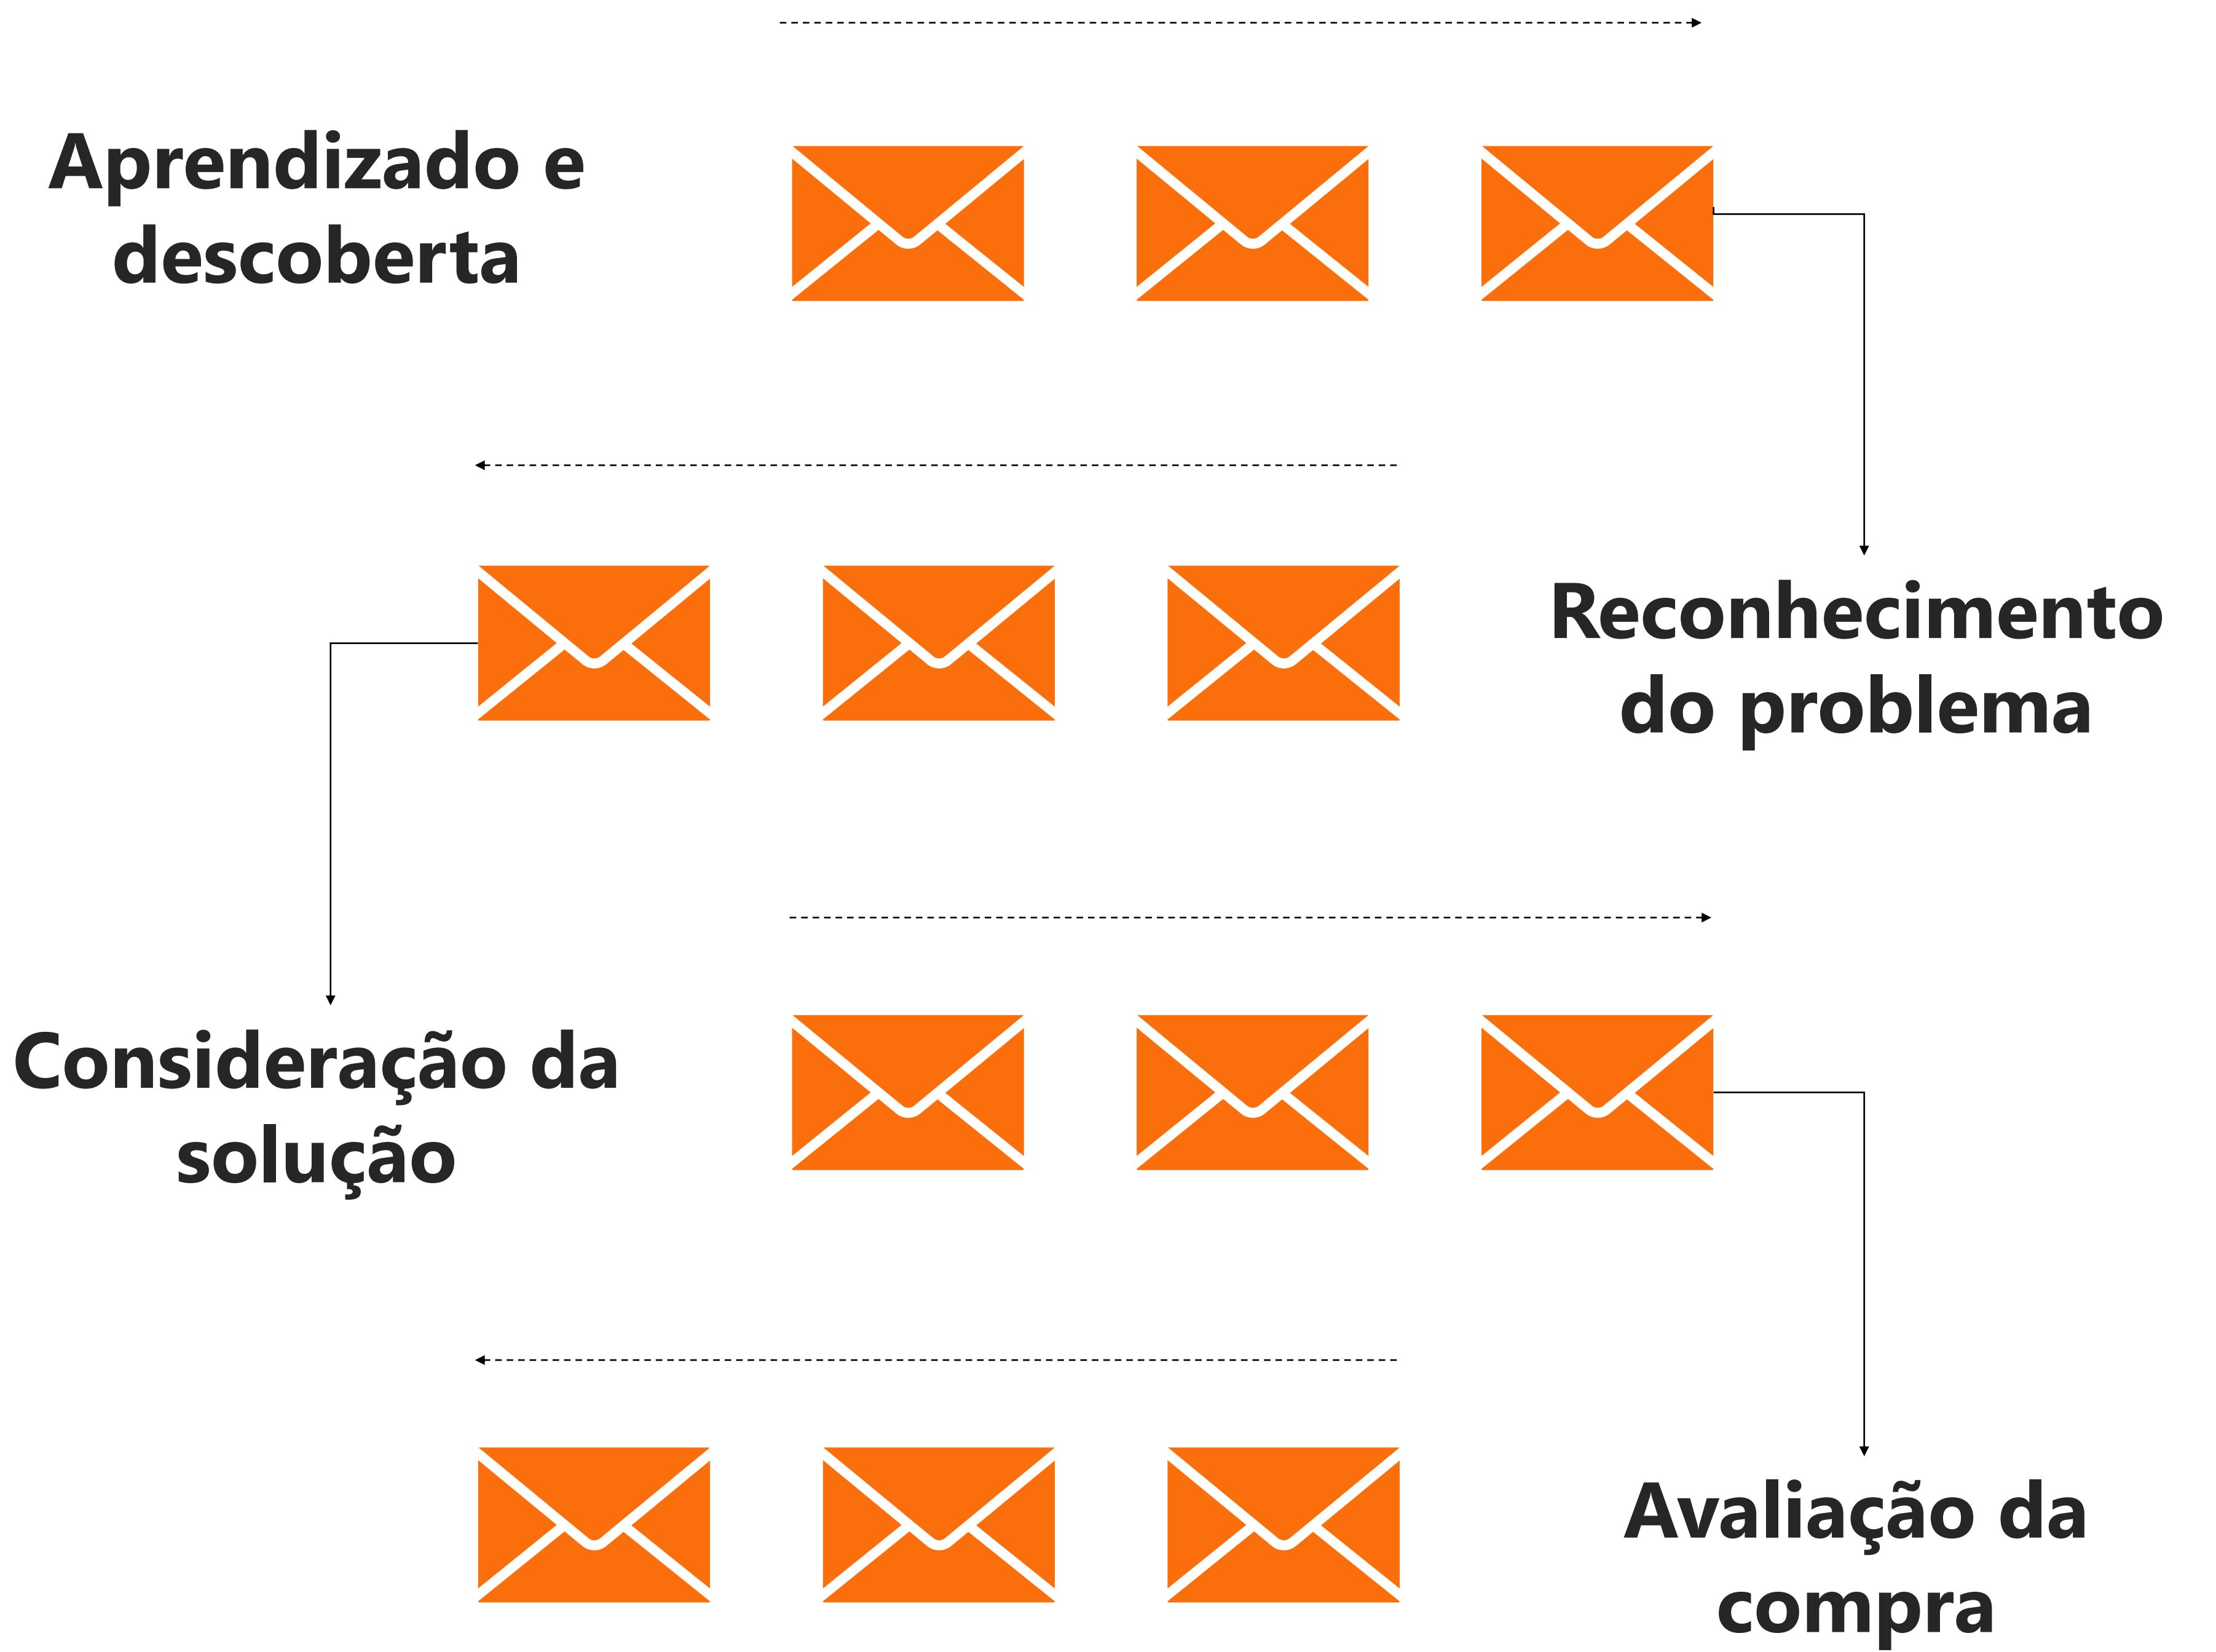 Aprendizado e
descoberta
Reconhecimento
do problema
Consideração da
solução
Avaliação da
compra